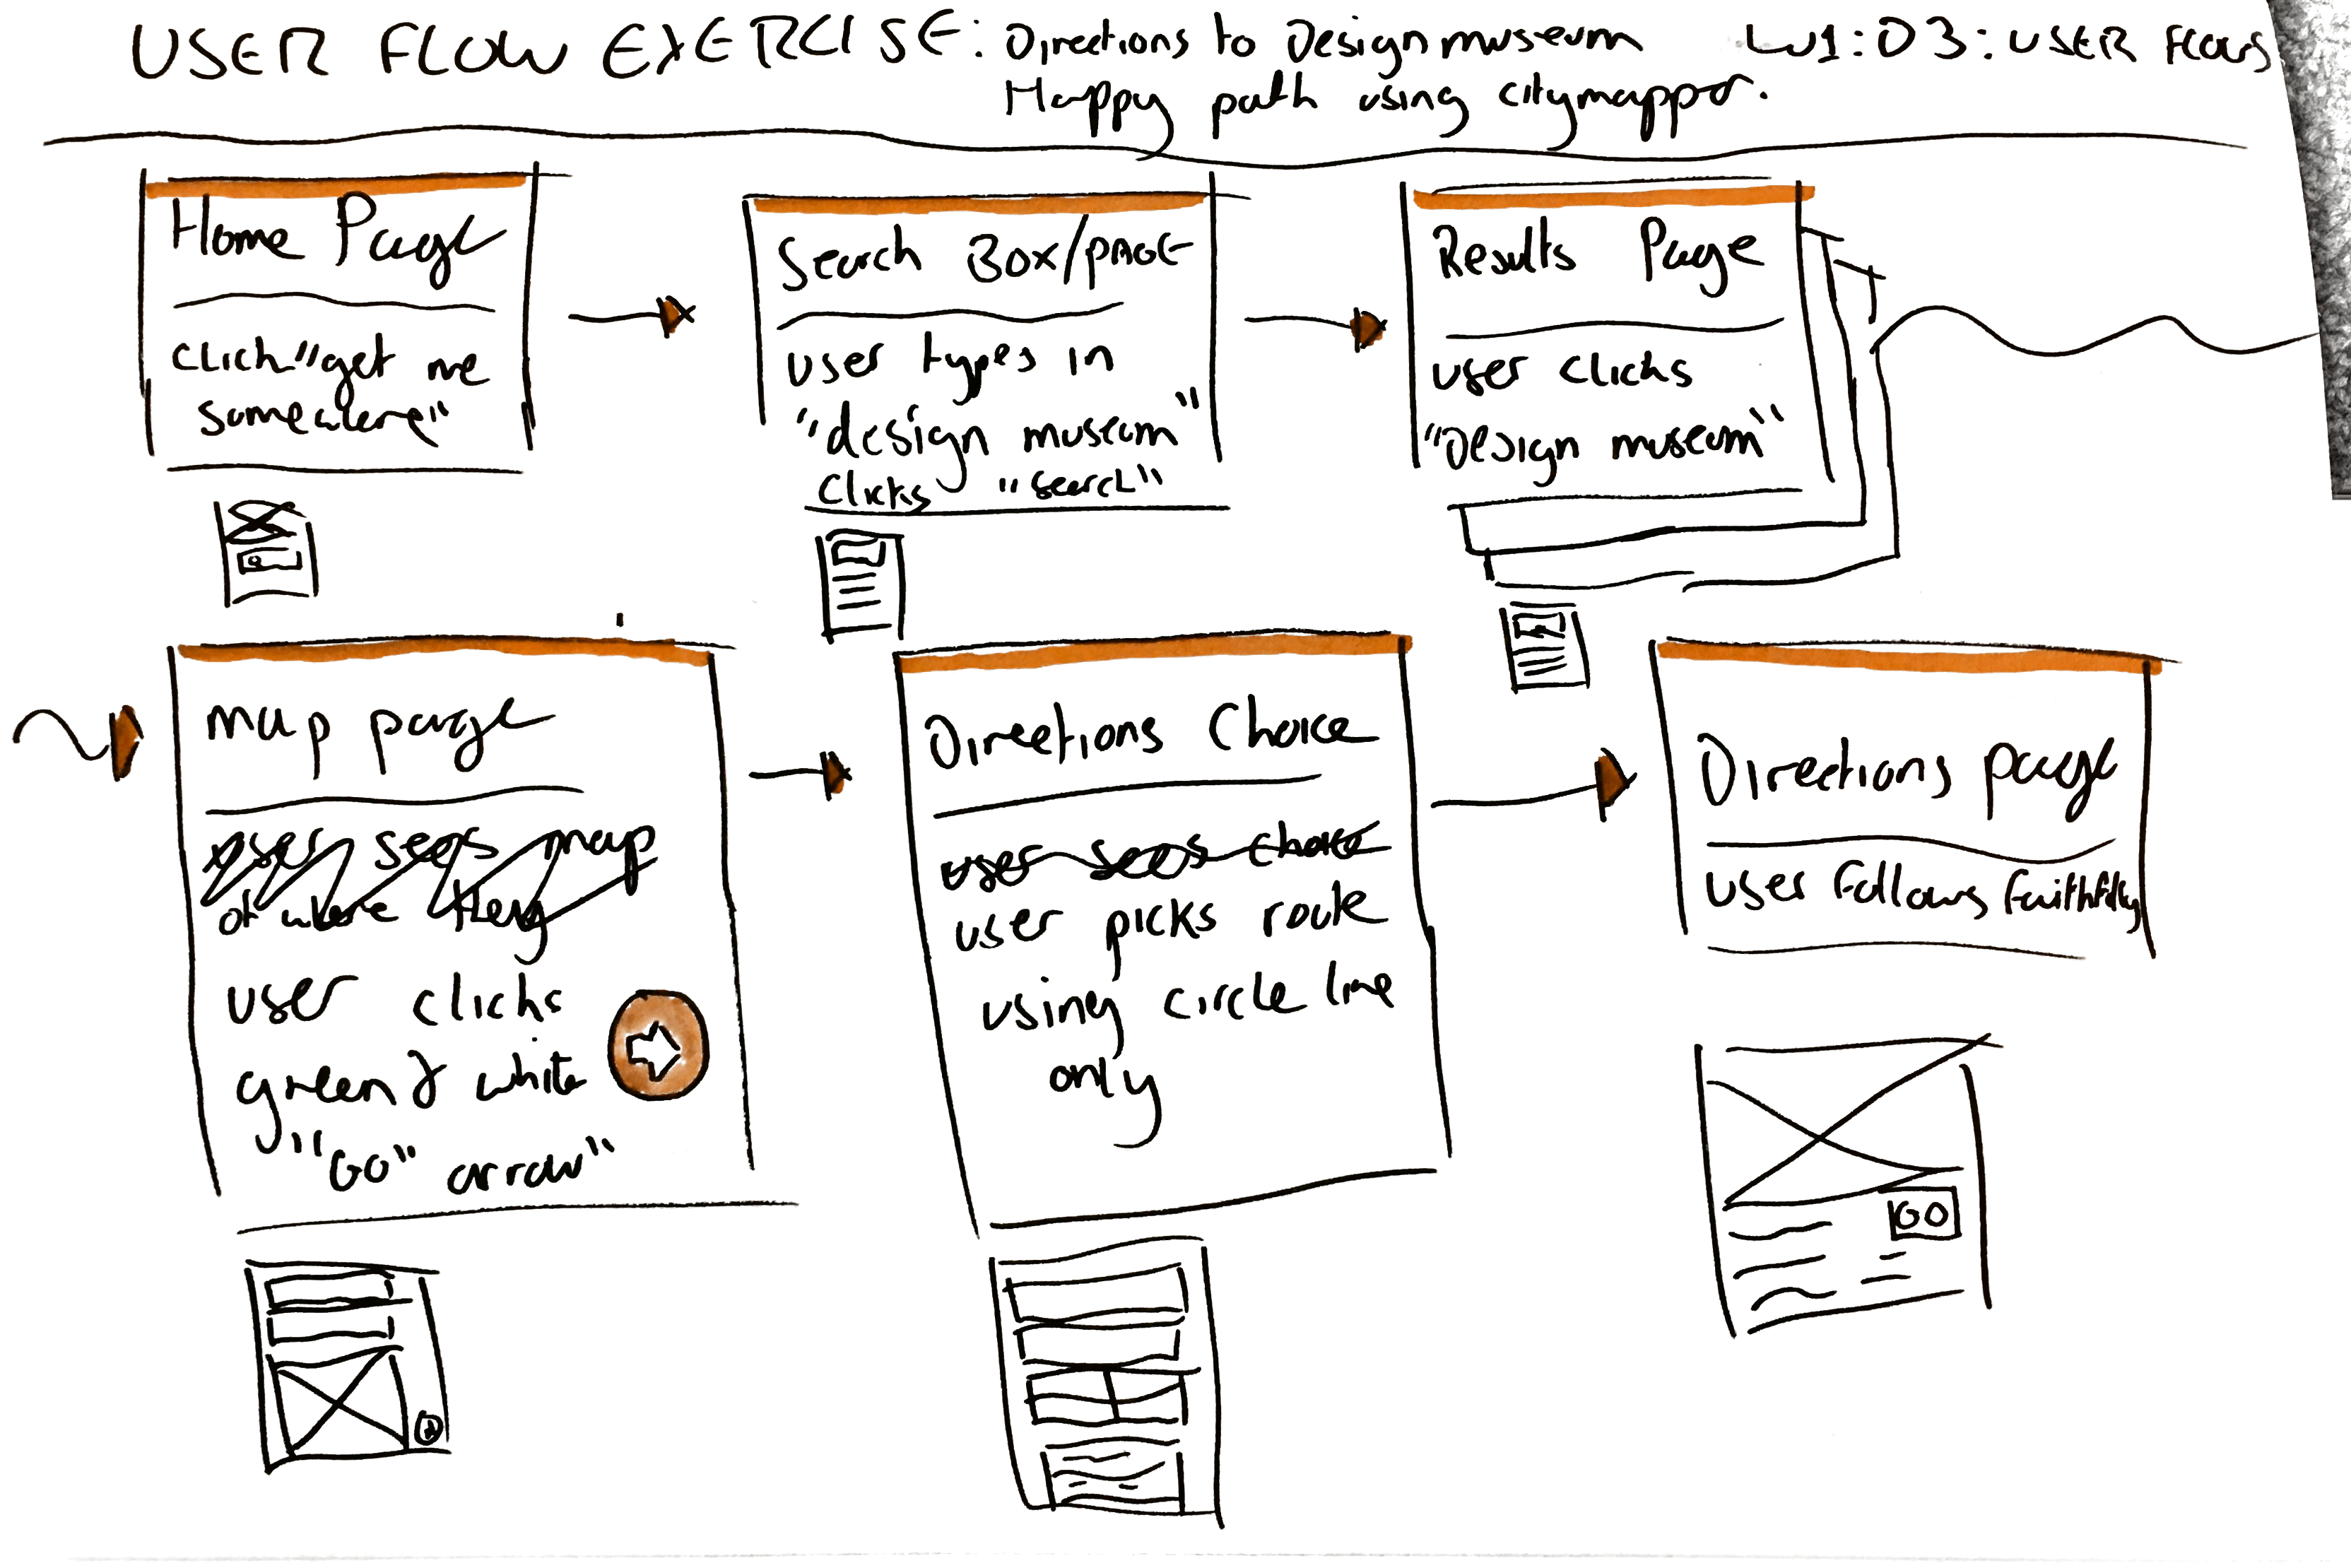 USER FLOW EXERCISE: Directions to Design museum
Happy path using citymapper.
W1:D3: USER FLOWS
Home Page
click "get me
somewhere"
Search Box/PAGE
user types in
"design museum"
clicks "search"
Results Page
user clicks
"Design museum"
map page
user sees map
of where they
user clicks
green & white
"Go" arrow"
Directions Choice
user sees choice
user picks route
using circle line
only
Directions page
user follows faithfully
GO